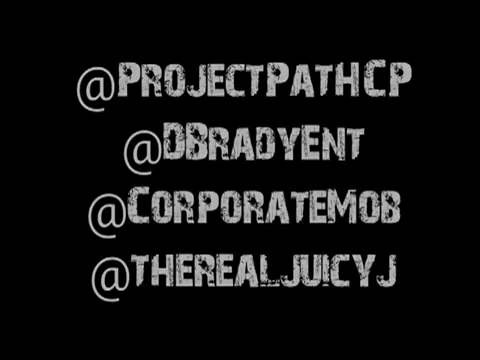 @PROJECTPATHCP
@DBRADYENT
@CORPORATEMOB
@THEREALJUICYJ